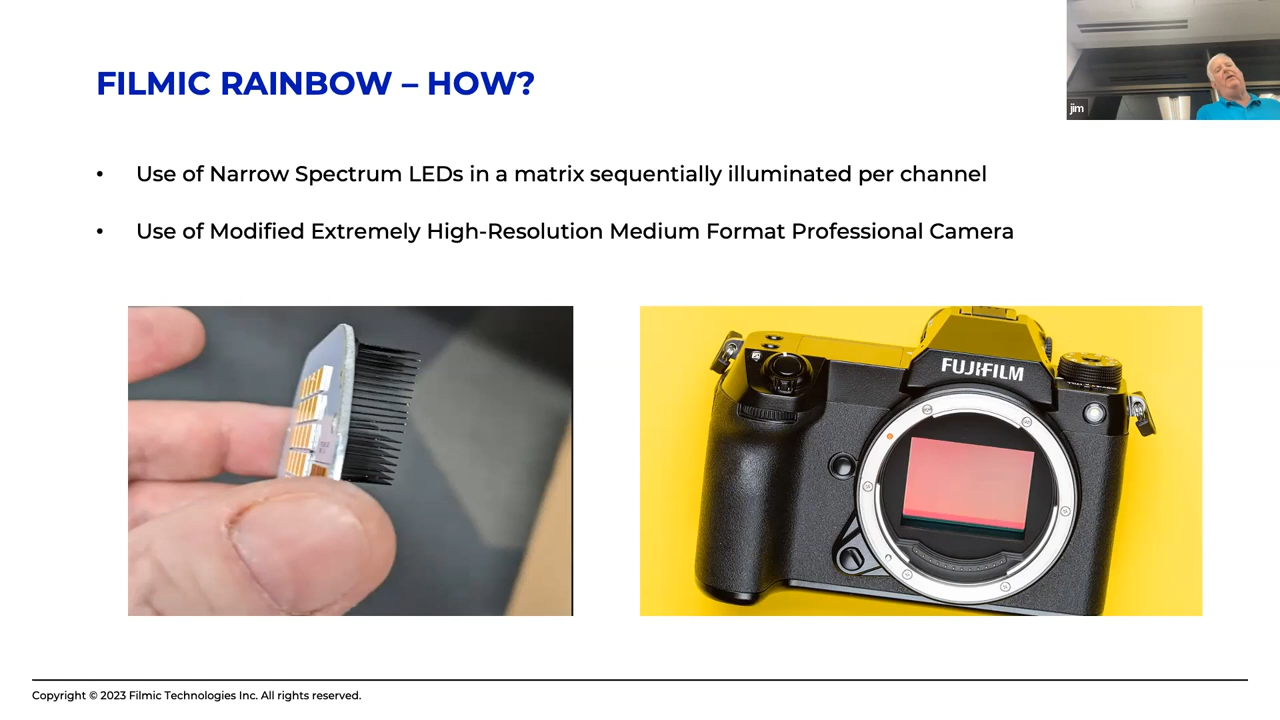 FILMIC RAINBOW – HOW?
jim
• Use of Narrow Spectrum LEDs in a matrix sequentially illuminated per channel
• Use of Modified Extremely High-Resolution Medium Format Professional Camera
FUJIFILM
Copyright © 2023 Filmic Technologies Inc. All rights reserved.